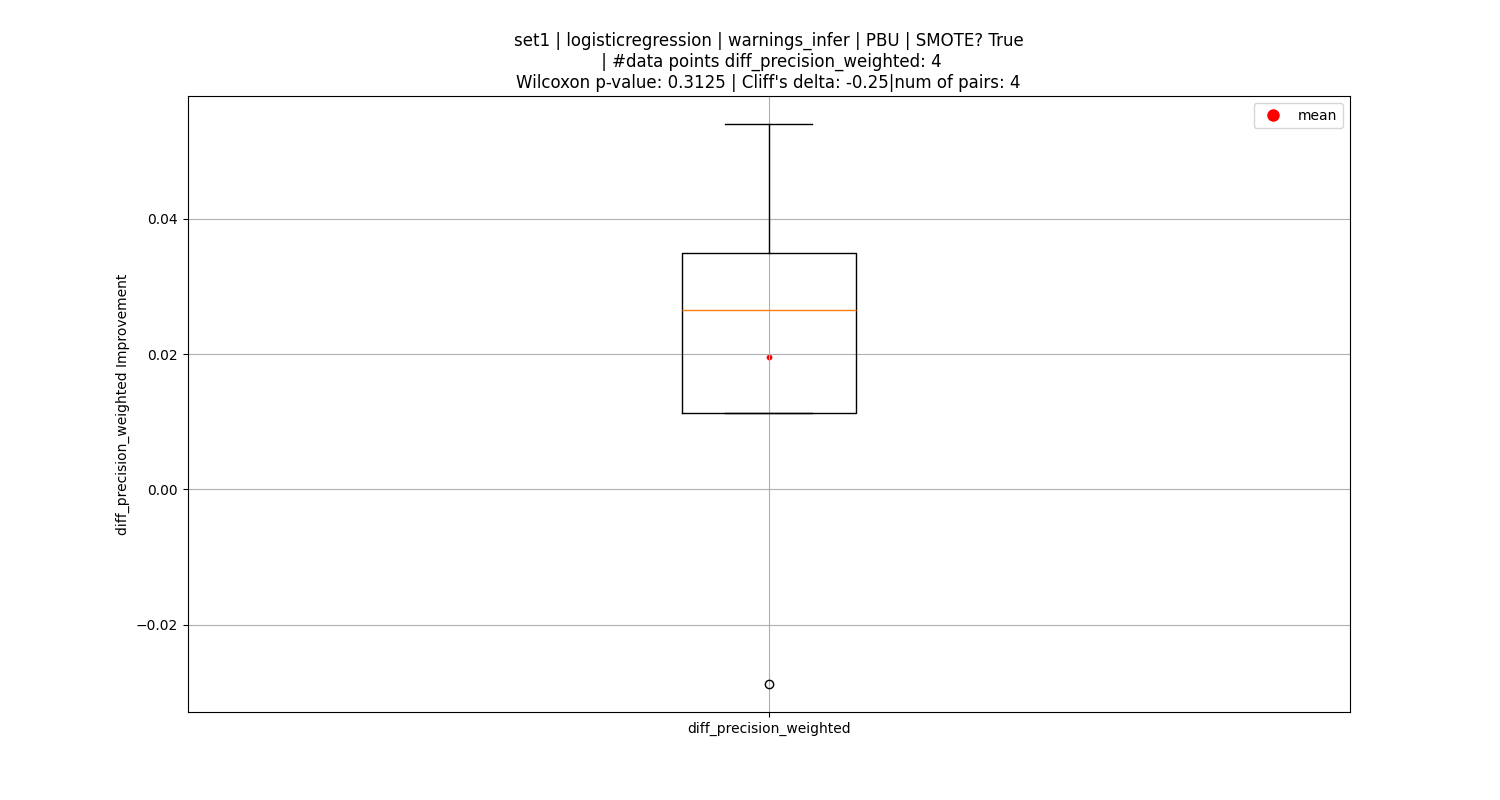 set1 | logisticregression | warnings_infer | PBU | SMOTE? True
| #data points diff_precision_weighted: 4
Wilcoxon p-value: 0.3125 | Cliff's delta: -0.25|num of pairs: 4
mean
0.04
0.02
0.00
−0.02
diff_precision_weighted Improvement
diff_precision_weighted